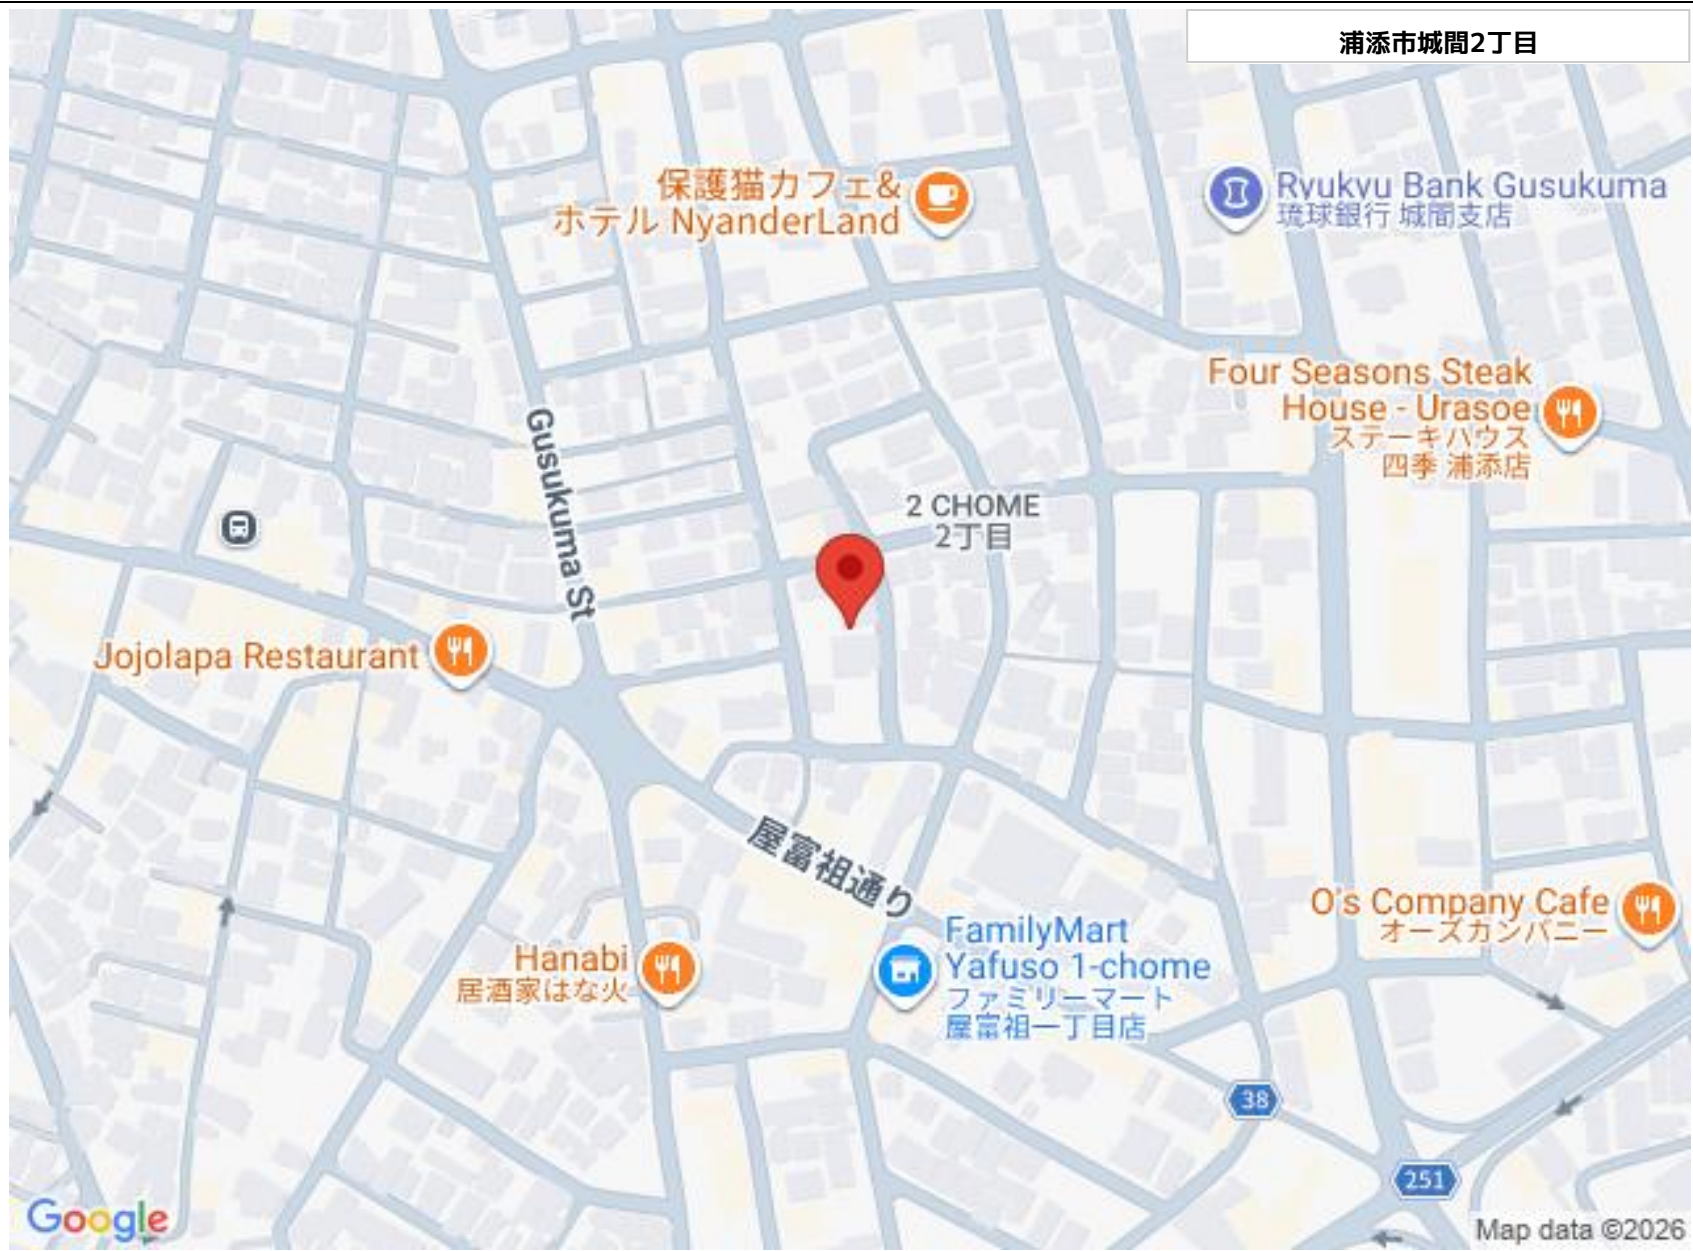 浦添市城間2丁目
保護猫カフェ&
ホテル NyanderLand
Ryukyu Bank Gusukuma
琉球銀行 城間支店
Four Seasons Steak
House - Urasoe
ステーキハウス
四季 浦添店
Gusukuma St
2 CHOME
2丁目
Jojolapa Restaurant
屋富祖通り
O's Company Cafe
オーズカンパニー
FamilyMart
Yafuso 1-chome
ファミリーマート
屋富祖一丁目店
Hanabi
居酒家はな火
38
251
Google
Map data ©2026